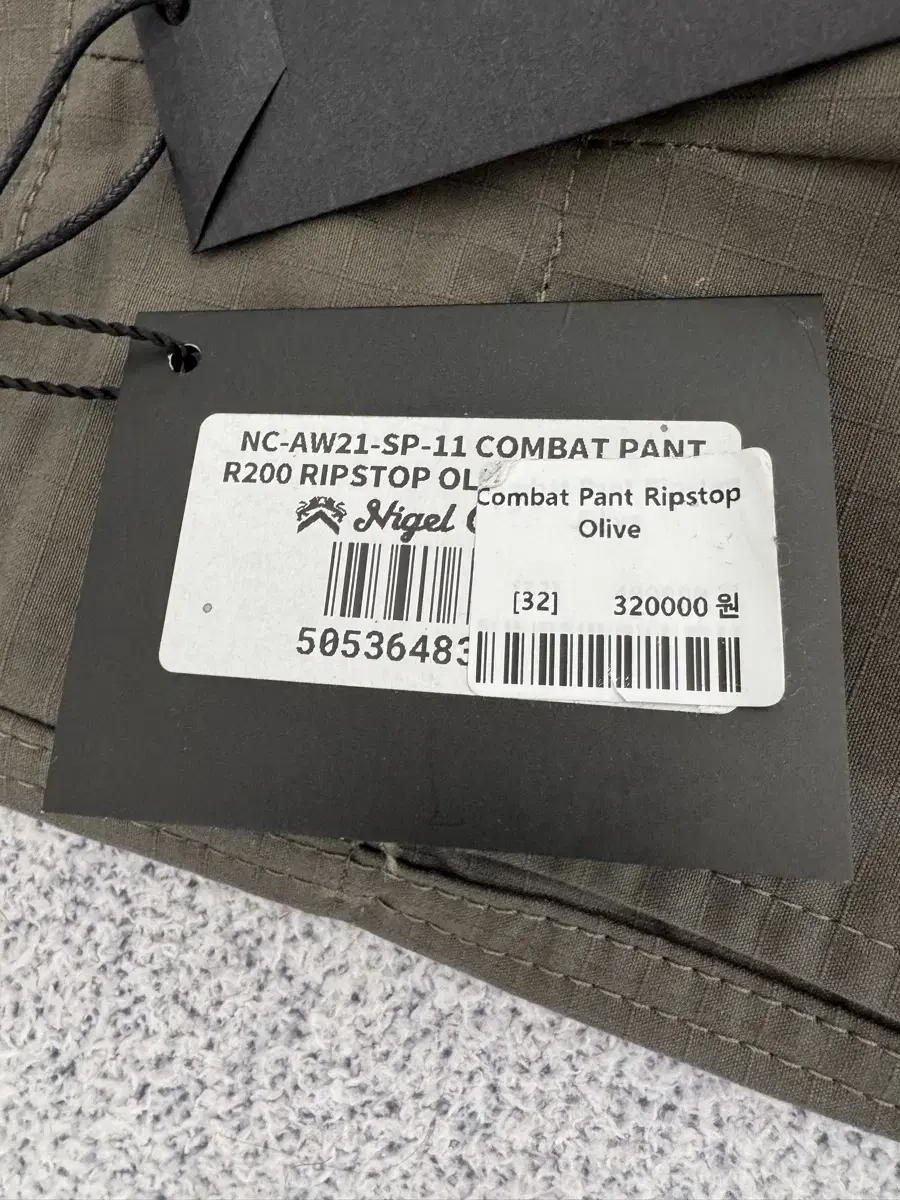 NC-AW21-SP-11 COMBAT PANT
R200 RIPSTOP OL
Nigel
50536483
Combat Pant Ripstop
Olive
[32] 320000 원